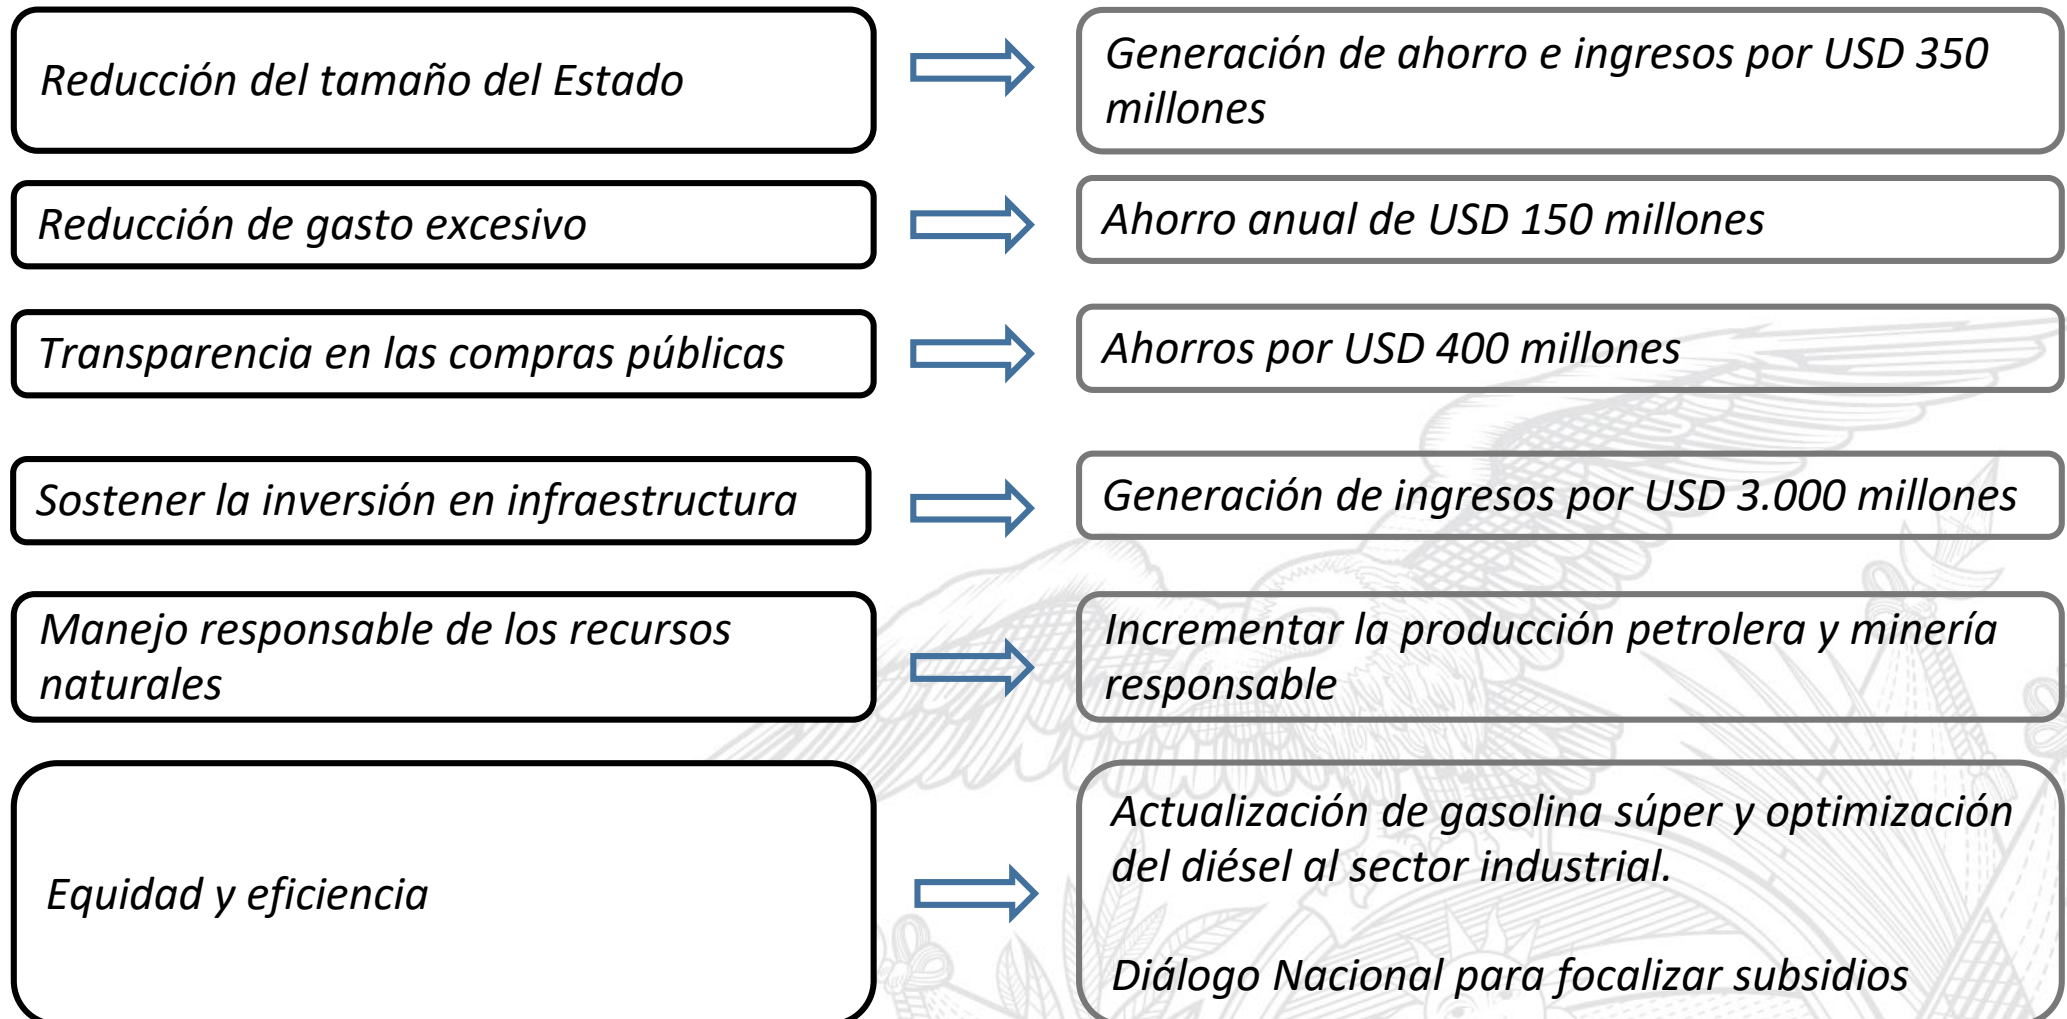 Reducción del tamaño del Estado
Generación de ahorro e ingresos por USD 350
millones
Reducción de gasto excesivo
Ahorro anual de USD 150 millones
Transparencia en las compras públicas
Ahorros por USD 400 millones
Sostener la inversión en infraestructura
Generación de ingresos por USD 3.000 millones
Manejo responsable de los recursos
naturales
Incrementar la producción petrolera y minería
responsable
Equidad y eficiencia
Actualización de gasolina súper y optimización
del diésel al sector industrial.
Diálogo Nacional para focalizar subsidios